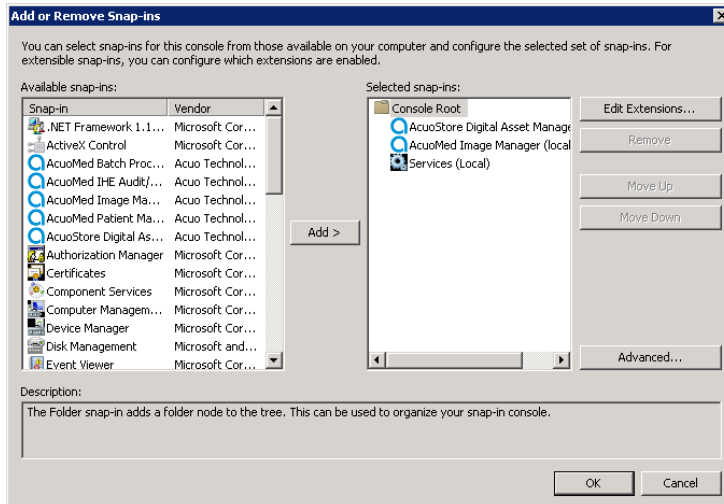 Add or Remove Snap-ins
You can select snap-ins for this console from those available on your computer and configure the selected set of snap-ins. For
extensible snap-ins, you can configure which extensions are enabled.
Available snap-ins:
Snap-in Vendor
.NET Framework 1.1... Microsoft Cor...
ActiveX Control Microsoft Cor...
AcuoMed Batch Proc... Acuo Technol...
AcuoMed IHE Audit/... Acuo Technol...
AcuoMed Image Ma... Acuo Technol...
AcuoMed Patient Ma... Acuo Technol...
AcuoStore Digital As... Acuo Technol...
Authorization Manager Microsoft Cor...
Certificates Microsoft Cor...
Component Services Microsoft Cor...
Computer Managem... Microsoft Cor...
Device Manager Microsoft Cor...
Disk Management Microsoft and...
Event Viewer Microsoft Cor...
Add >
Selected snap-ins:
Console Root
AcuoStore Digital Asset Manage
AcuoMed Image Manager (local
Services (Local)
Edit Extensions...
Remove
Move Up
Move Down
Advanced...
Description:
The Folder snap-in adds a folder node to the tree. This can be used to organize your snap-in console.
OK
Cancel